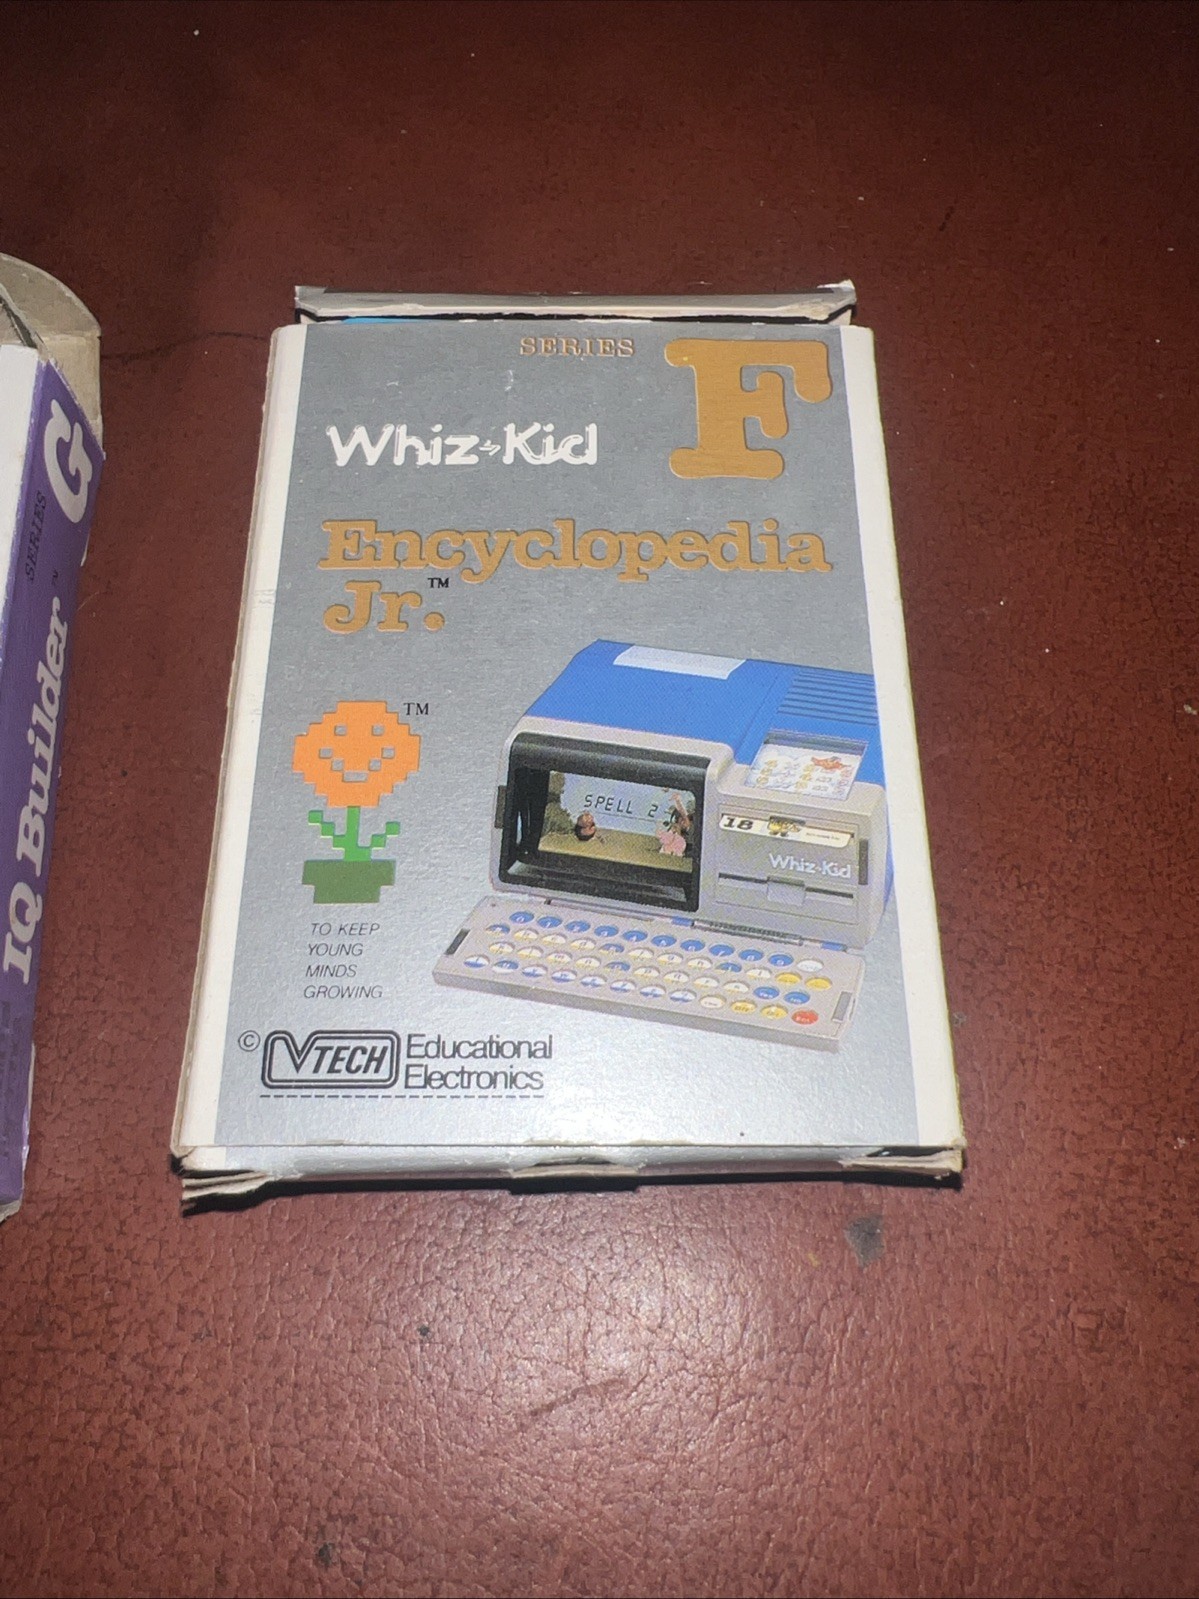 SERIES F
Whiz-Kid
Encyclopedia
Jr.™
TM
SPELL 2
18
Whiz-Kid
TO KEEP
YOUNG
MINDS
GROWING
© VTECH Educational
Electronics
SERIES G
IQ Builder™